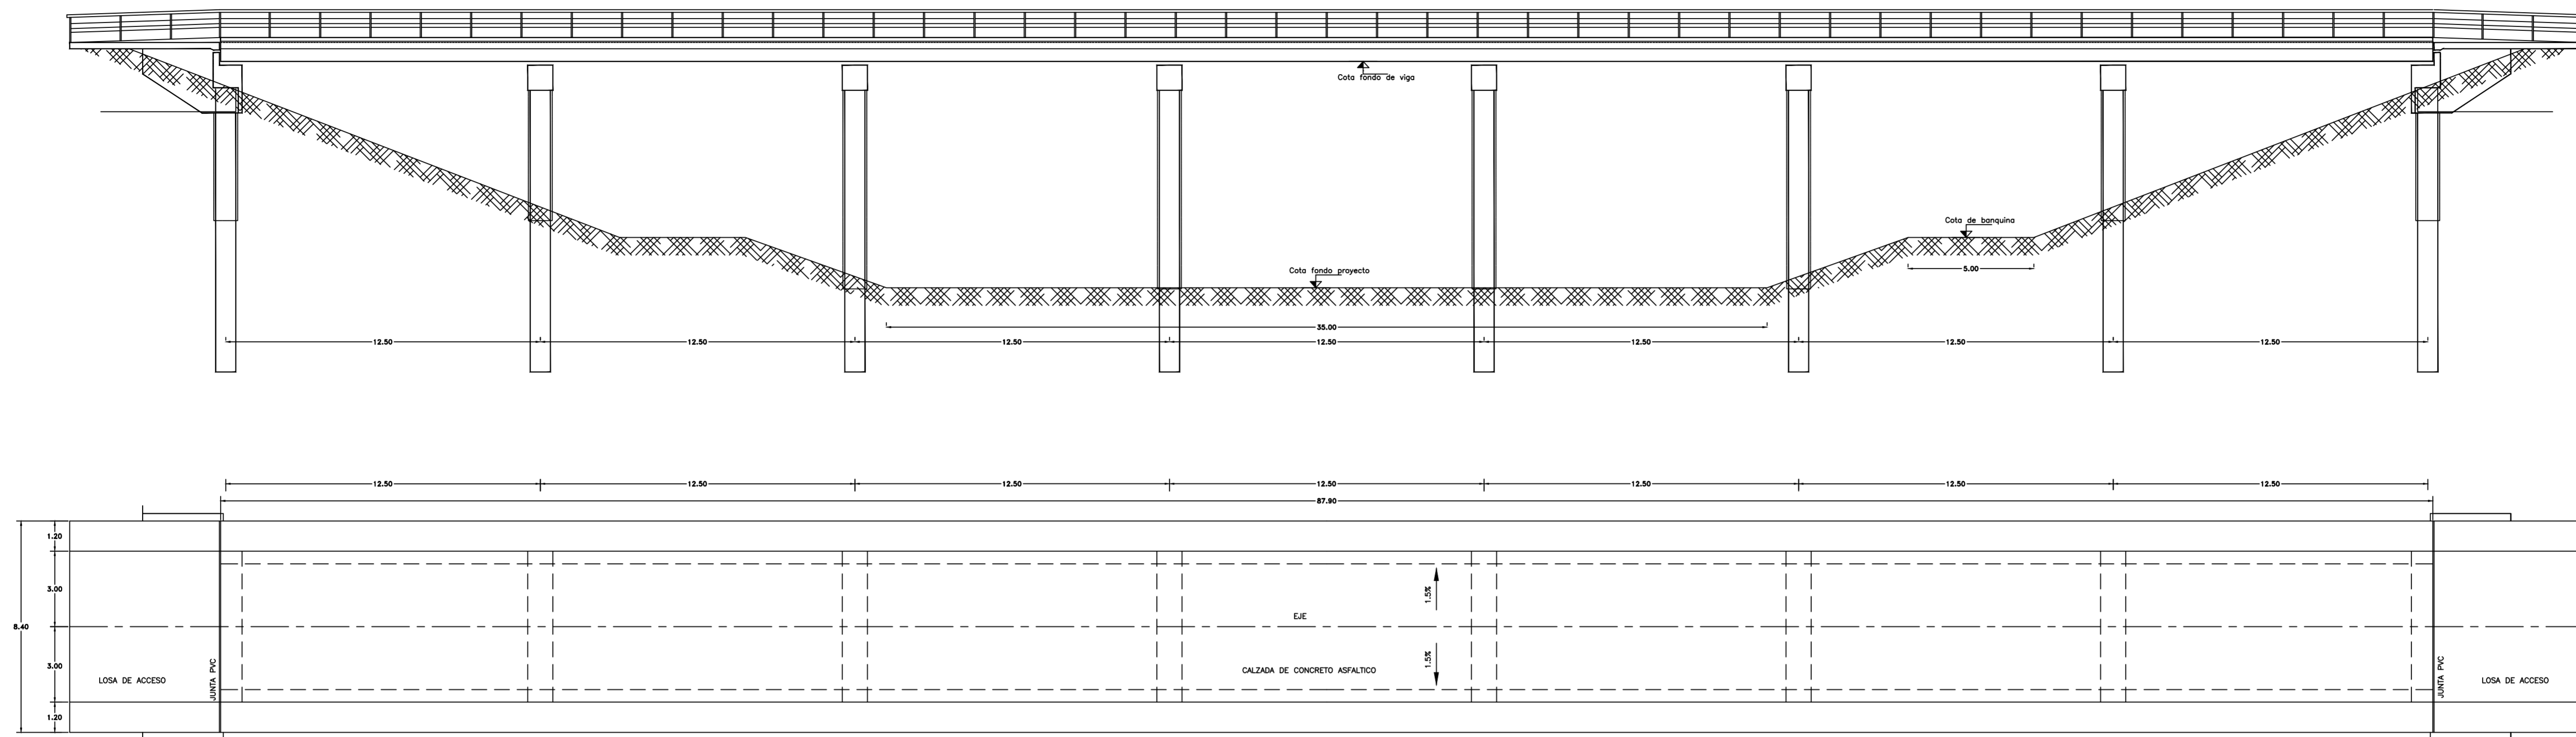 Cota fondo de viga
Cota de banquina
Cota fondo proyecto
5.00
35.00
12.50
12.50
12.50
12.50
12.50
12.50
12.50
12.50
12.50
12.50
12.50
12.50
12.50
12.50
87.90
1.20
3.00
1.5%
EJE
8.40
3.00
1.5%
CALZADA DE CONCRETO ASFALTICO
LOSA DE ACCESO
JUNTA PVC
JUNTA PVC
LOSA DE ACCESO
1.20